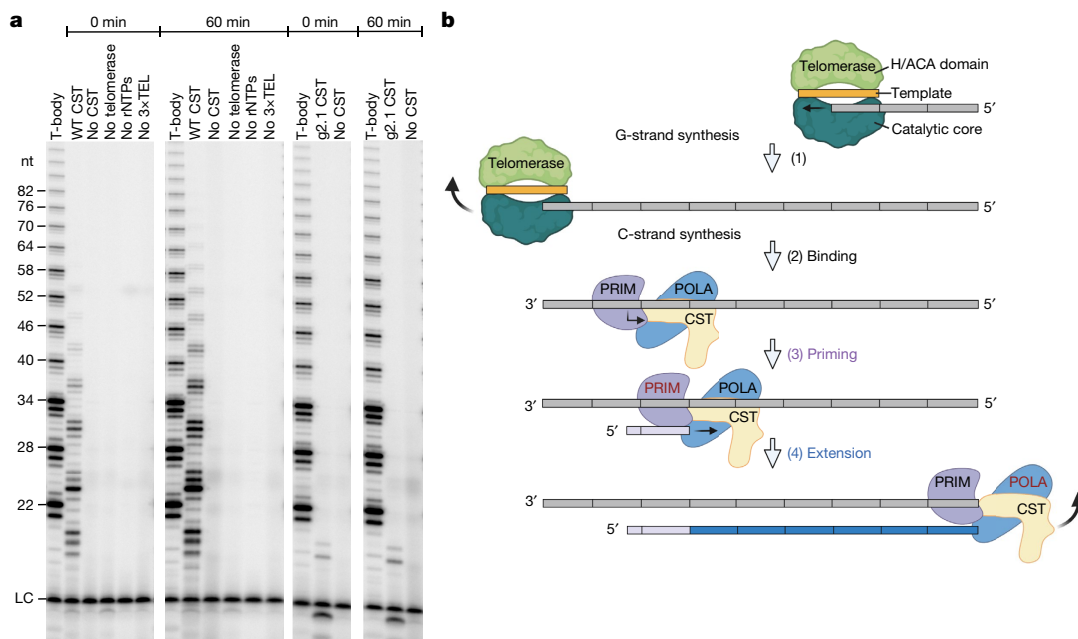 a
0 min
60 min
0 min
60 min
T-body
WT CST
No CST
No telomerase
No rNTPs
No 3×TEL
T-body
WT CST
No CST
No telomerase
No rNTPs
No 3×TEL
T-body
g2.1 CST
No CST
T-body
g2.1 CST
No CST
nt
82
76
70
64
58
52
46
40
34
28
22
LC
b
Telomerase
H/ACA domain
Template
5′
Catalytic core
G-strand synthesis
(1)
Telomerase
5′
C-strand synthesis
(2) Binding
PRIM
POLA
3′
5′
CST
(3) Priming
PRIM
POLA
5′
CST
5′
(4) Extension
PRIM
POLA
3′
CST
5′